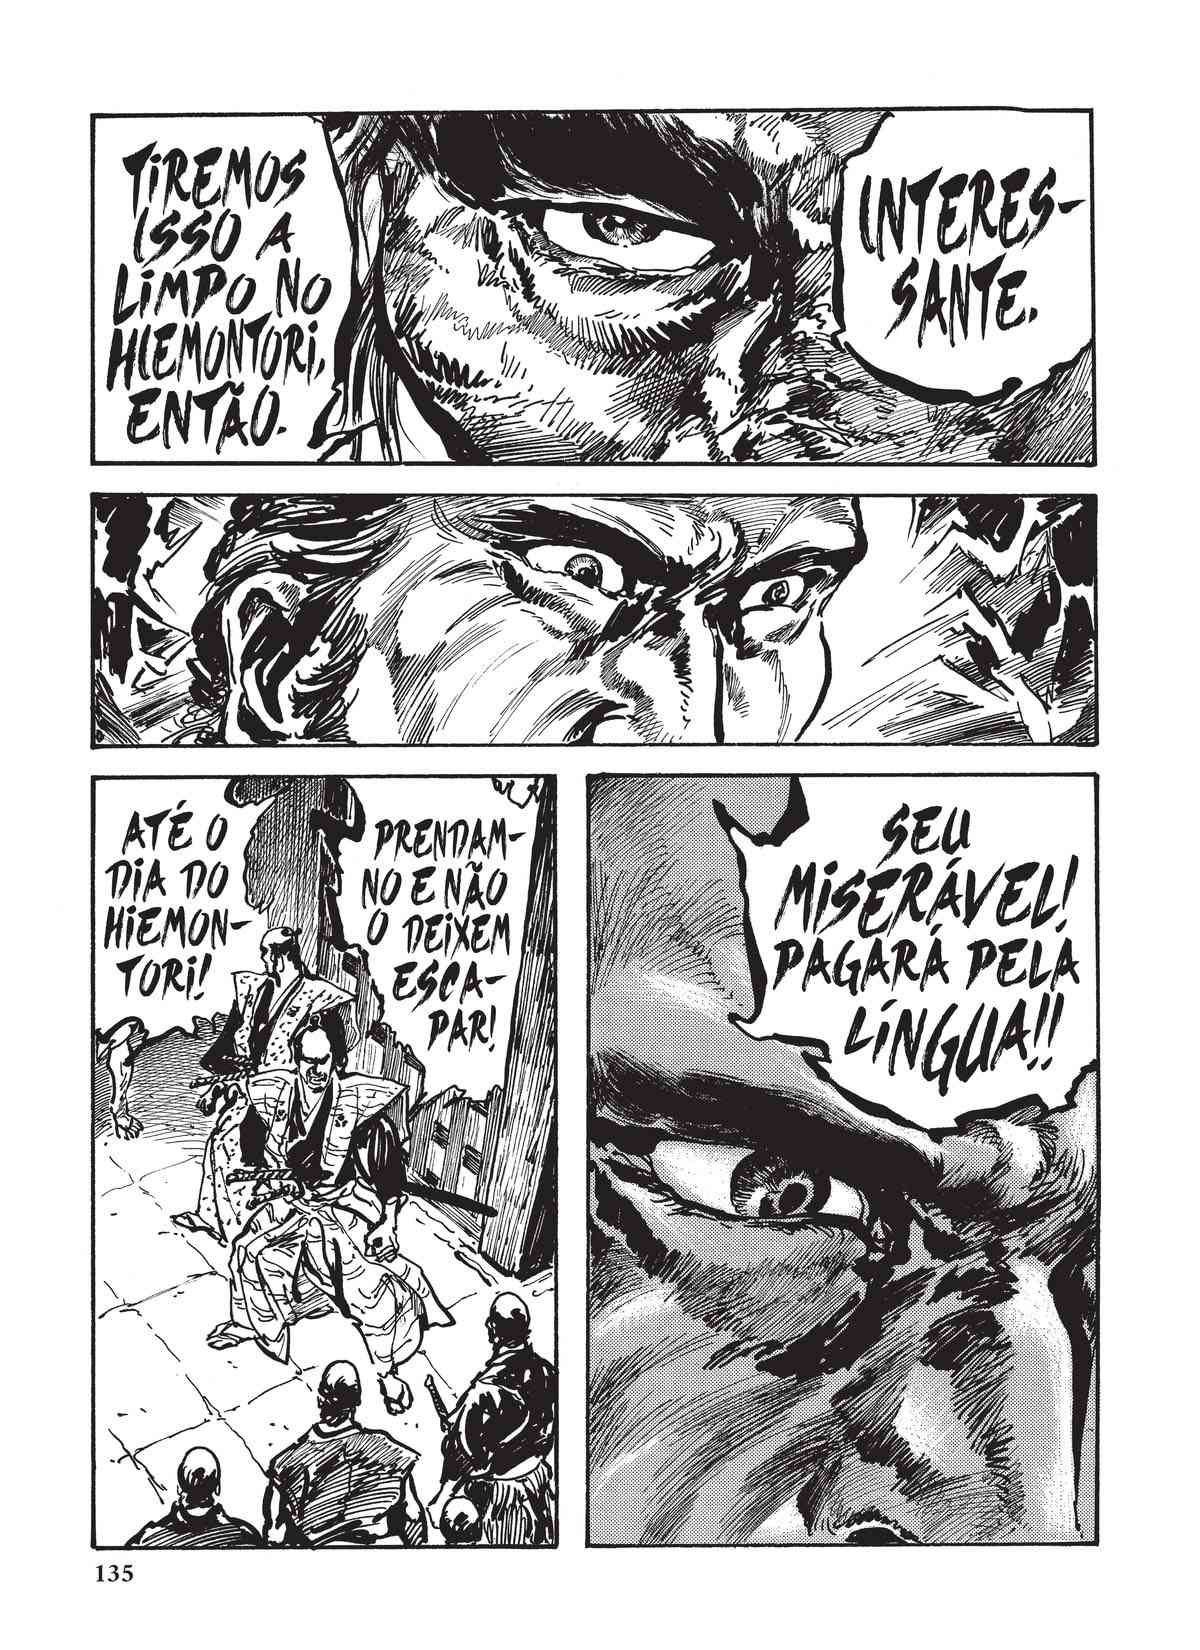 INTERES-
SANTE.
TIREMOS
ISSO A
LIMPO NO
HIEMONTORI,
ENTÃO.
SEU
MISERÁVEL!
PAGARÁ PELA
LÍNGUA!!
PRENDAM-
NO E NÃO
O DEIXEM
ESCA-
PAR!
ATÉ O
DIA DO
HIEMON-
TORI!
135